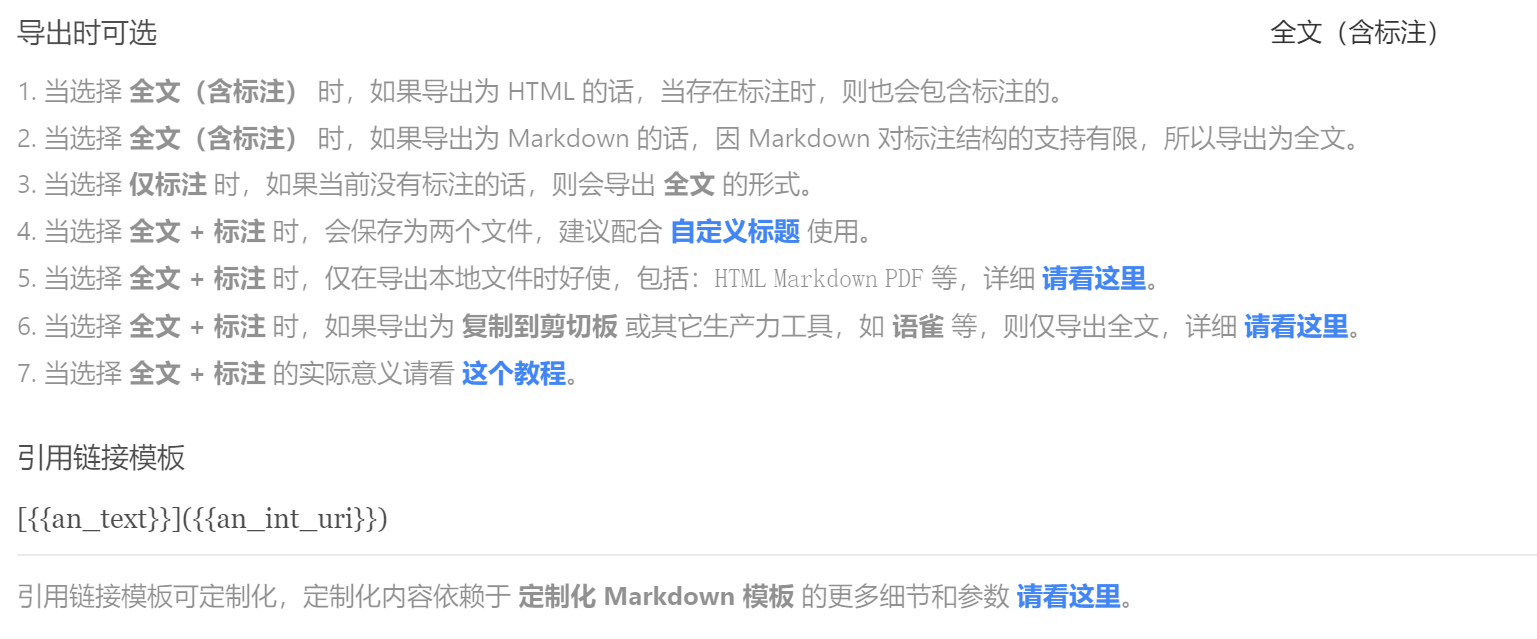 导出时可选 全文（含标注）
1. 当选择 全文（含标注） 时，如果导出为 HTML 的话，当存在标注时，则也会包含标注的。
2. 当选择 全文（含标注） 时，如果导出为 Markdown 的话，因 Markdown 对标注结构的支持有限，所以导出为全文。
3. 当选择 仅标注 时，如果当前没有标注的话，则会导出 全文 的形式。
4. 当选择 全文 + 标注 时，会保存为两个文件，建议配合 自定义标题 使用。
5. 当选择 全文 + 标注 时，仅在导出本地文件时好使，包括：HTML Markdown PDF 等，详细 请看这里。
6. 当选择 全文 + 标注 时，如果导出为 复制到剪切板 或其它生产力工具，如 语雀 等，则仅导出全文，详细 请看这里。
7. 当选择 全文 + 标注 的实际意义请看 这个教程。
引用链接模板
[{{an_text}}]({{an_int_uri}})
引用链接模板可定制化，定制化内容依赖于 定制化 Markdown 模板 的更多细节和参数 请看这里。